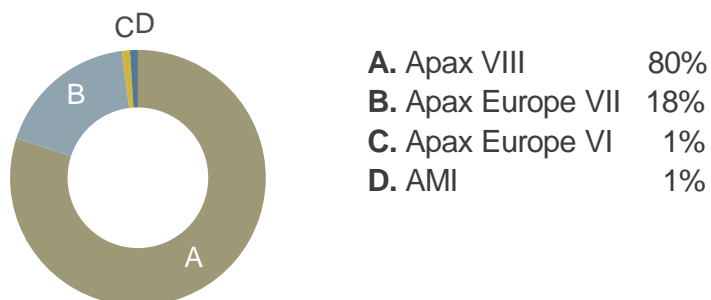 CD
B
A
A. Apax VIII 80%
B. Apax Europe VII 18%
C. Apax Europe VI 1%
D. AMI 1%